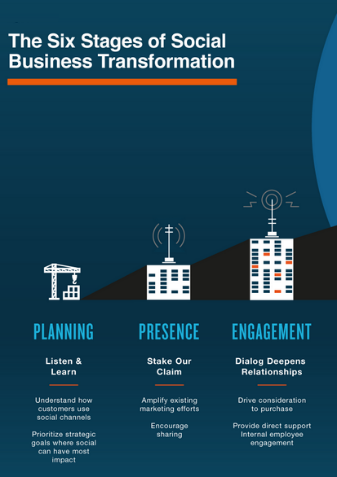 The Six Stages of Social
Business Transformation
PLANNING
Listen &
Learn
Understand how
customers use
social channels
Prioritize strategic
goals where social
can have most
impact
PRESENCE
Stake Our
Claim
Amplify existing
marketing efforts
Encourage
sharing
ENGAGEMENT
Dialog Deepens
Relationships
Drive consideration
to purchase
Provide direct support
Internal employee
engagement